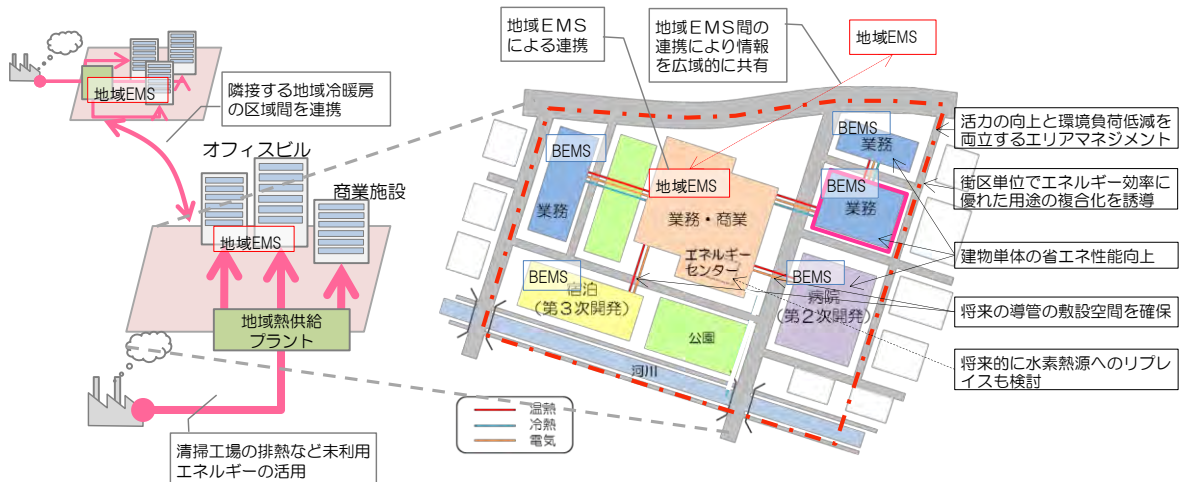 地域EMS
隣接する地域冷暖房
の区域間を連携
オフィスビル
商業施設
地域EMS
地域熱供給
プラント
清掃工場の排熱など未利用
エネルギーの活用
地域EMS
による連携
地域EMS間の
連携により情報
を広域的に共有
地域EMS
BEMS
業務
地域EMS
業務・商業
エネルギー
センター
BEMS
業務
BEMS
業務
BEMS
宿泊
(第3次開発)
公園
BEMS
病院
(第2次開発)
河川
温熱
冷熱
電気
活力の向上と環境負荷低減を
両立するエリアマネジメント
街区単位でエネルギー効率に
優れた用途の複合化を誘導
建物単体の省エネ性能向上
将来の導管の敷設空間を確保
将来的に水素熱源へのリプレ
イスも検討